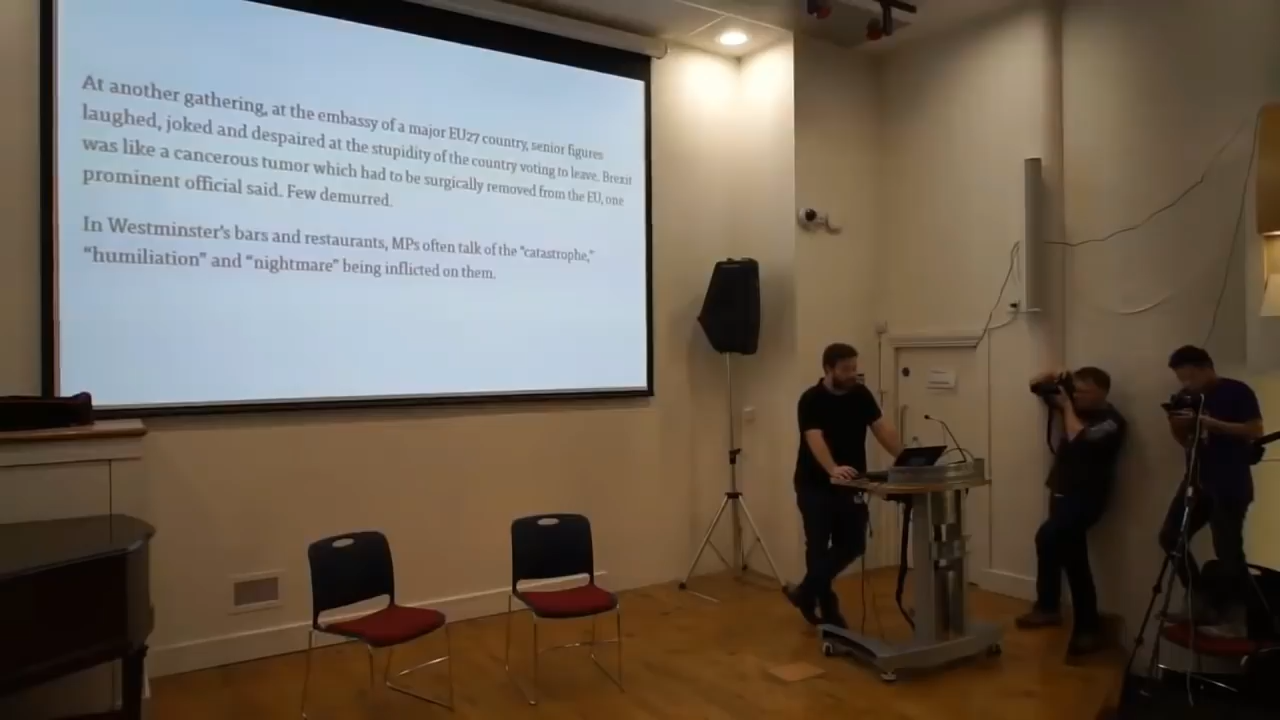 At another gathering, at the embassy of a major EU27 country, senior figures
laughed, joked and despaired at the stupidity of the country voting to leave. Brexit
was like a cancerous tumor which had to be surgically removed from the EU, one
prominent official said. Few demurred.
In Westminster's bars and restaurants, MPs often talk of the "catastrophe,"
"humiliation" and "nightmare" being inflicted on them.